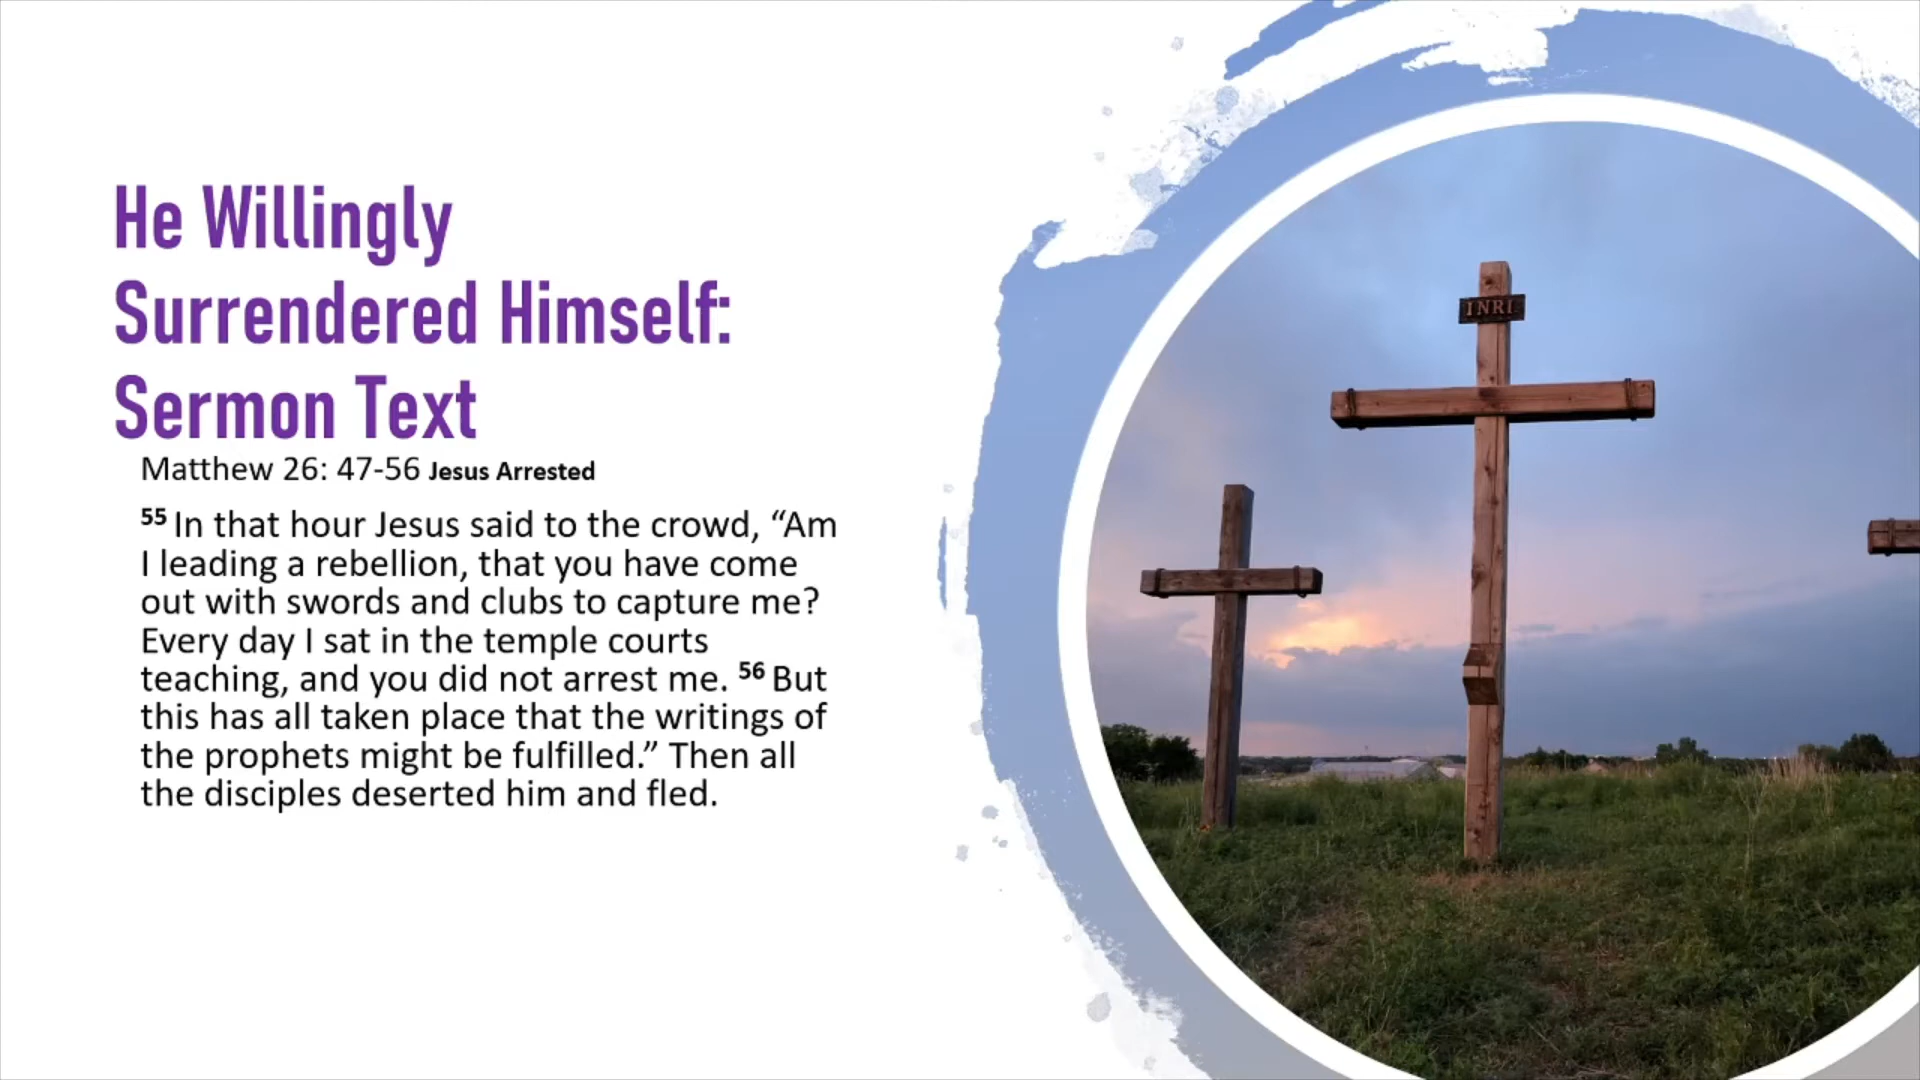 He Willingly
Surrendered Himself:
Sermon Text
Matthew 26: 47-56 Jesus Arrested
55 In that hour Jesus said to the crowd, “Am
I leading a rebellion, that you have come
out with swords and clubs to capture me?
Every day I sat in the temple courts
teaching, and you did not arrest me. 56 But
this has all taken place that the writings of
the prophets might be fulfilled.” Then all
the disciples deserted him and fled.
INRI